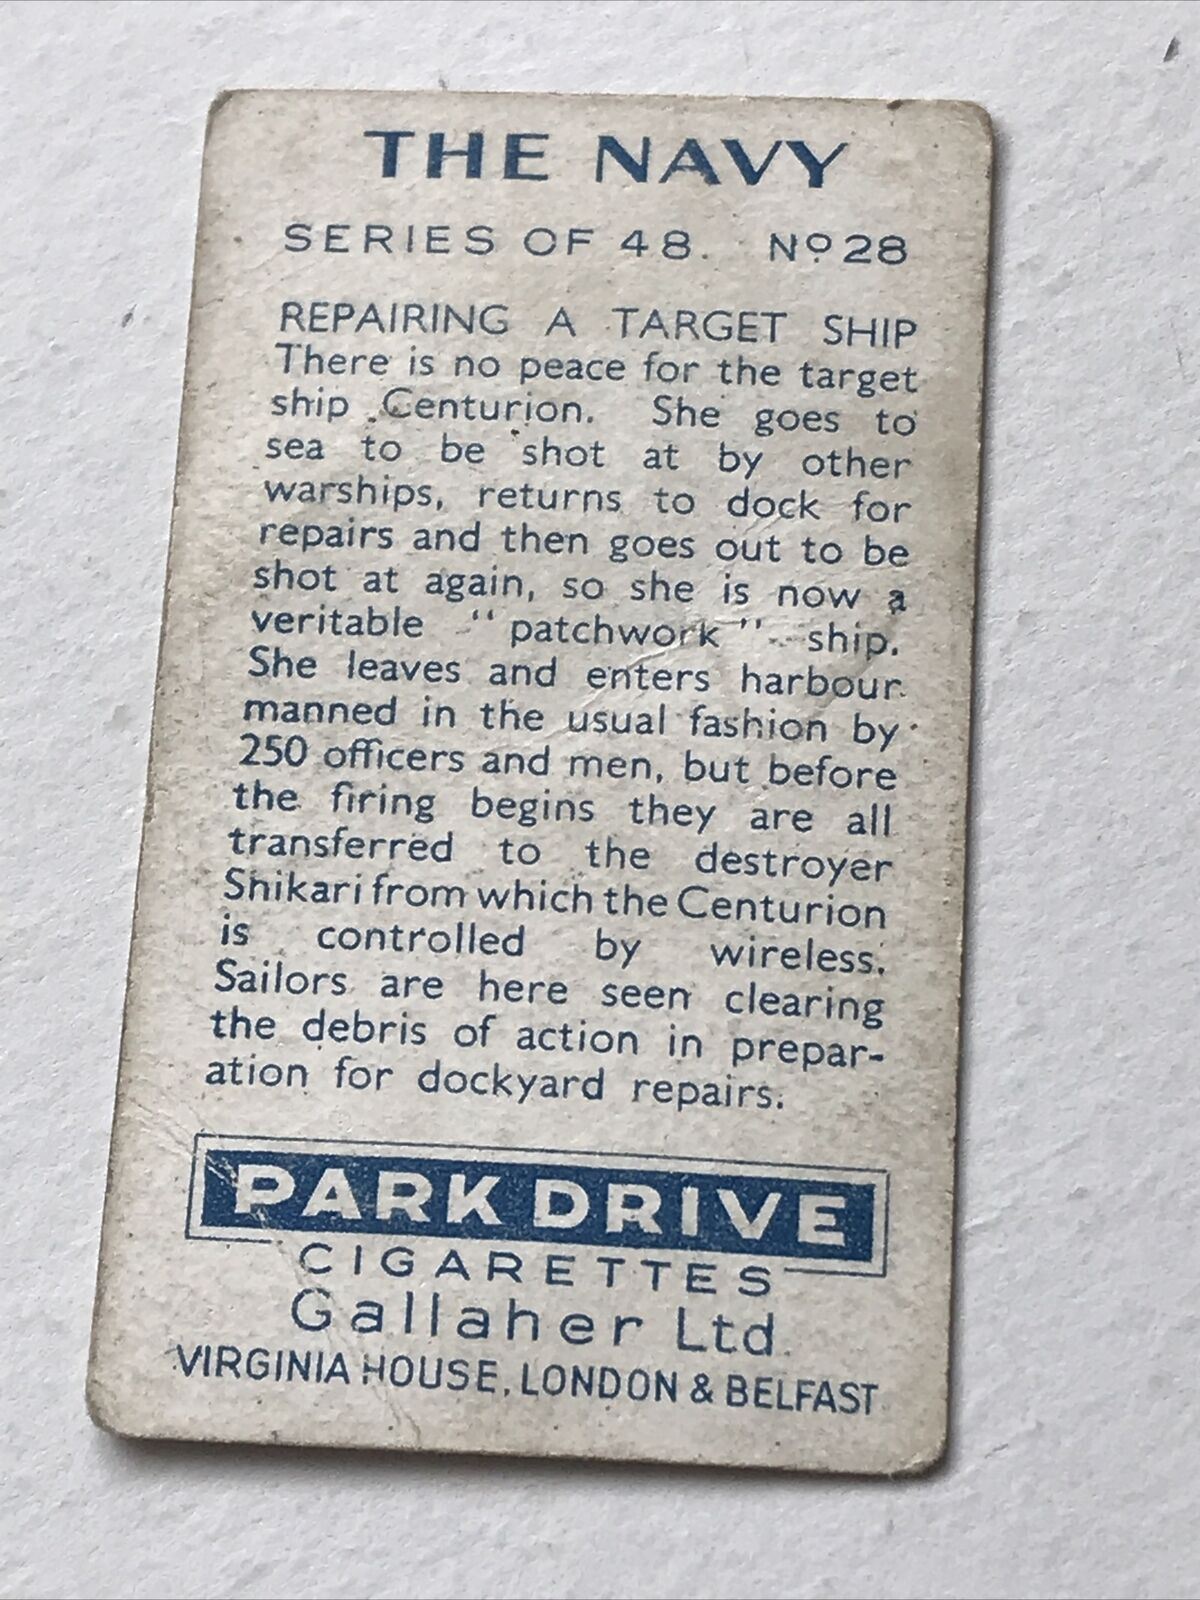 THE NAVY
SERIES OF 48. Nº 28
REPAIRING A TARGET SHIP
There is no peace for the target
ship Centurion. She goes to
sea to be shot at by other
warships, returns to dock for
repairs and then goes out to be
shot at again, so she is now a
veritable "patchwork" ship.
She leaves and enters harbour
manned in the usual fashion by
250 officers and men, but before
the firing begins they are all
transferred to the destroyer
Shikari from which the Centurion
is controlled by wireless.
Sailors are here seen clearing
the debris of action in prepar-
ation for dockyard repairs.
PARK DRIVE
CIGARETTES
Gallaher Ltd.
VIRGINIA HOUSE, LONDON & BELFAST